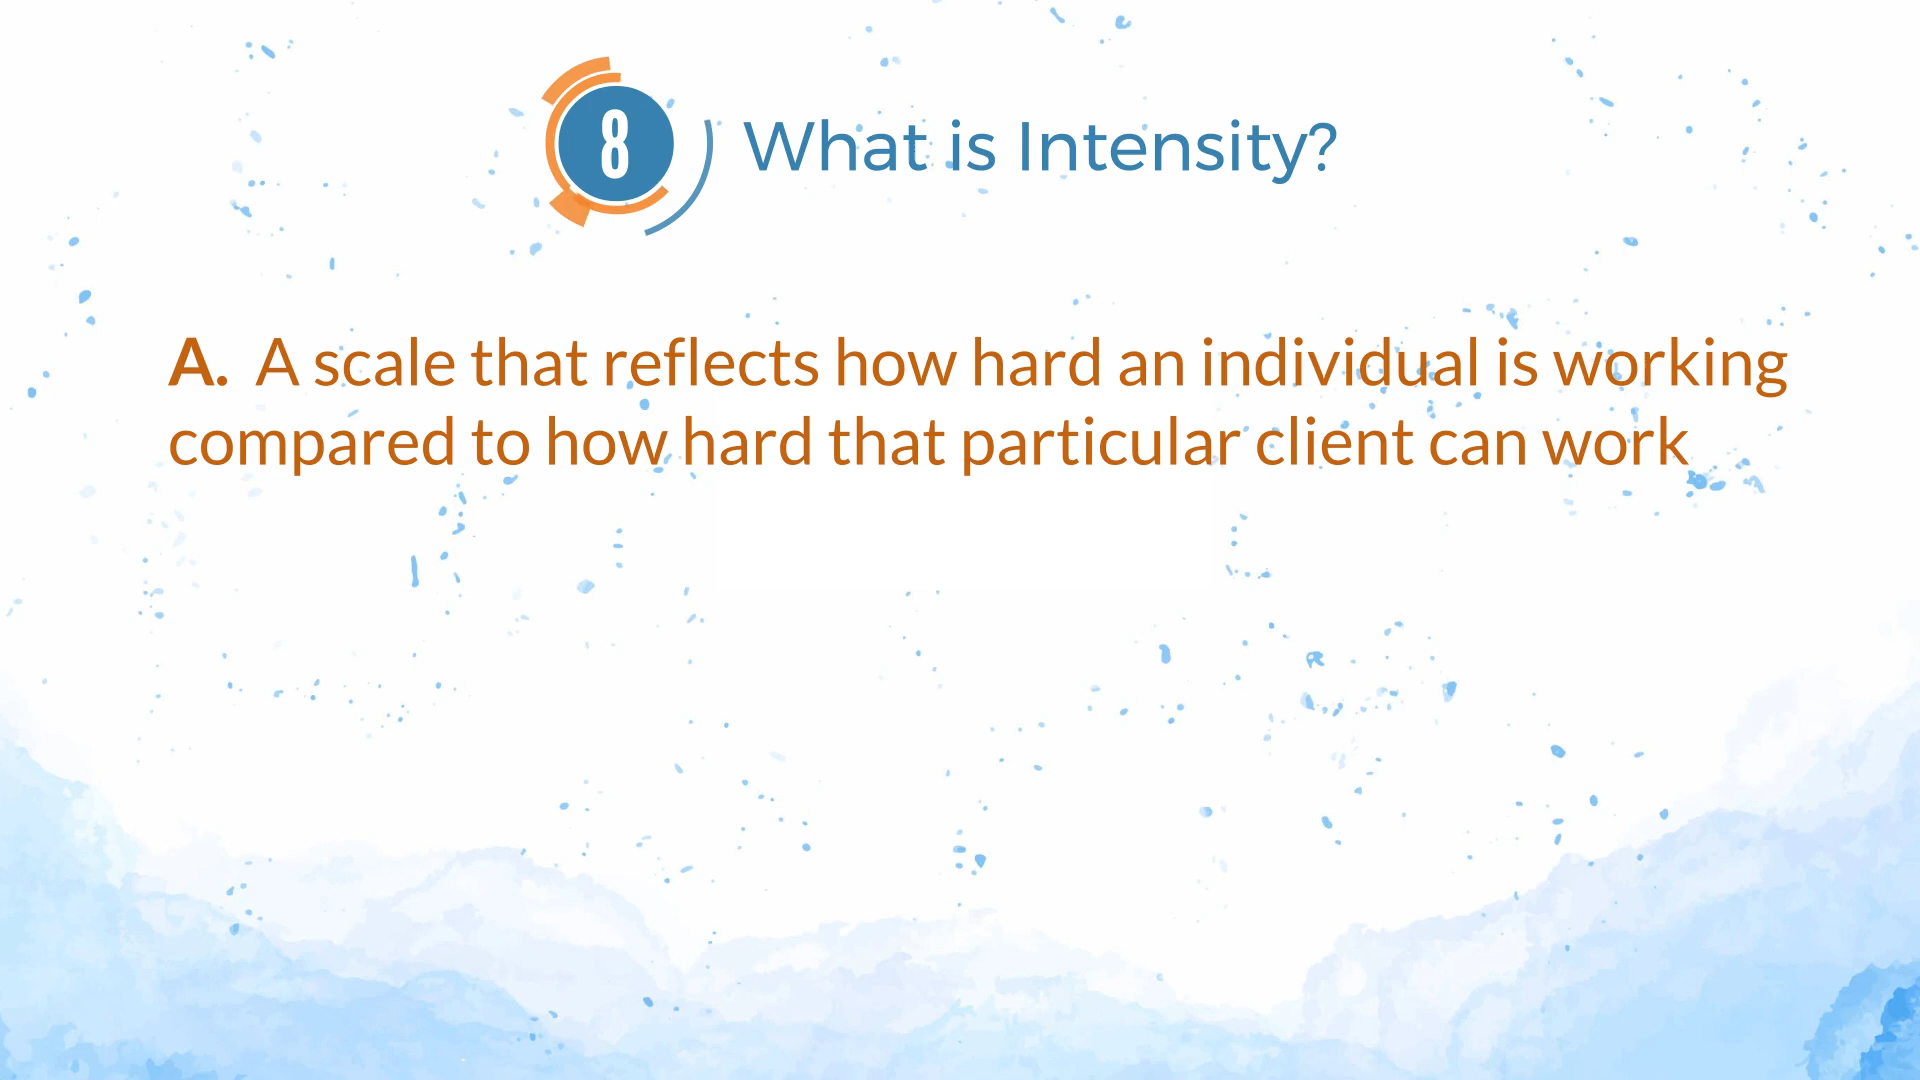 8
What is Intensity?
A. A scale that reflects how hard an individual is working
compared to how hard that particular client can work